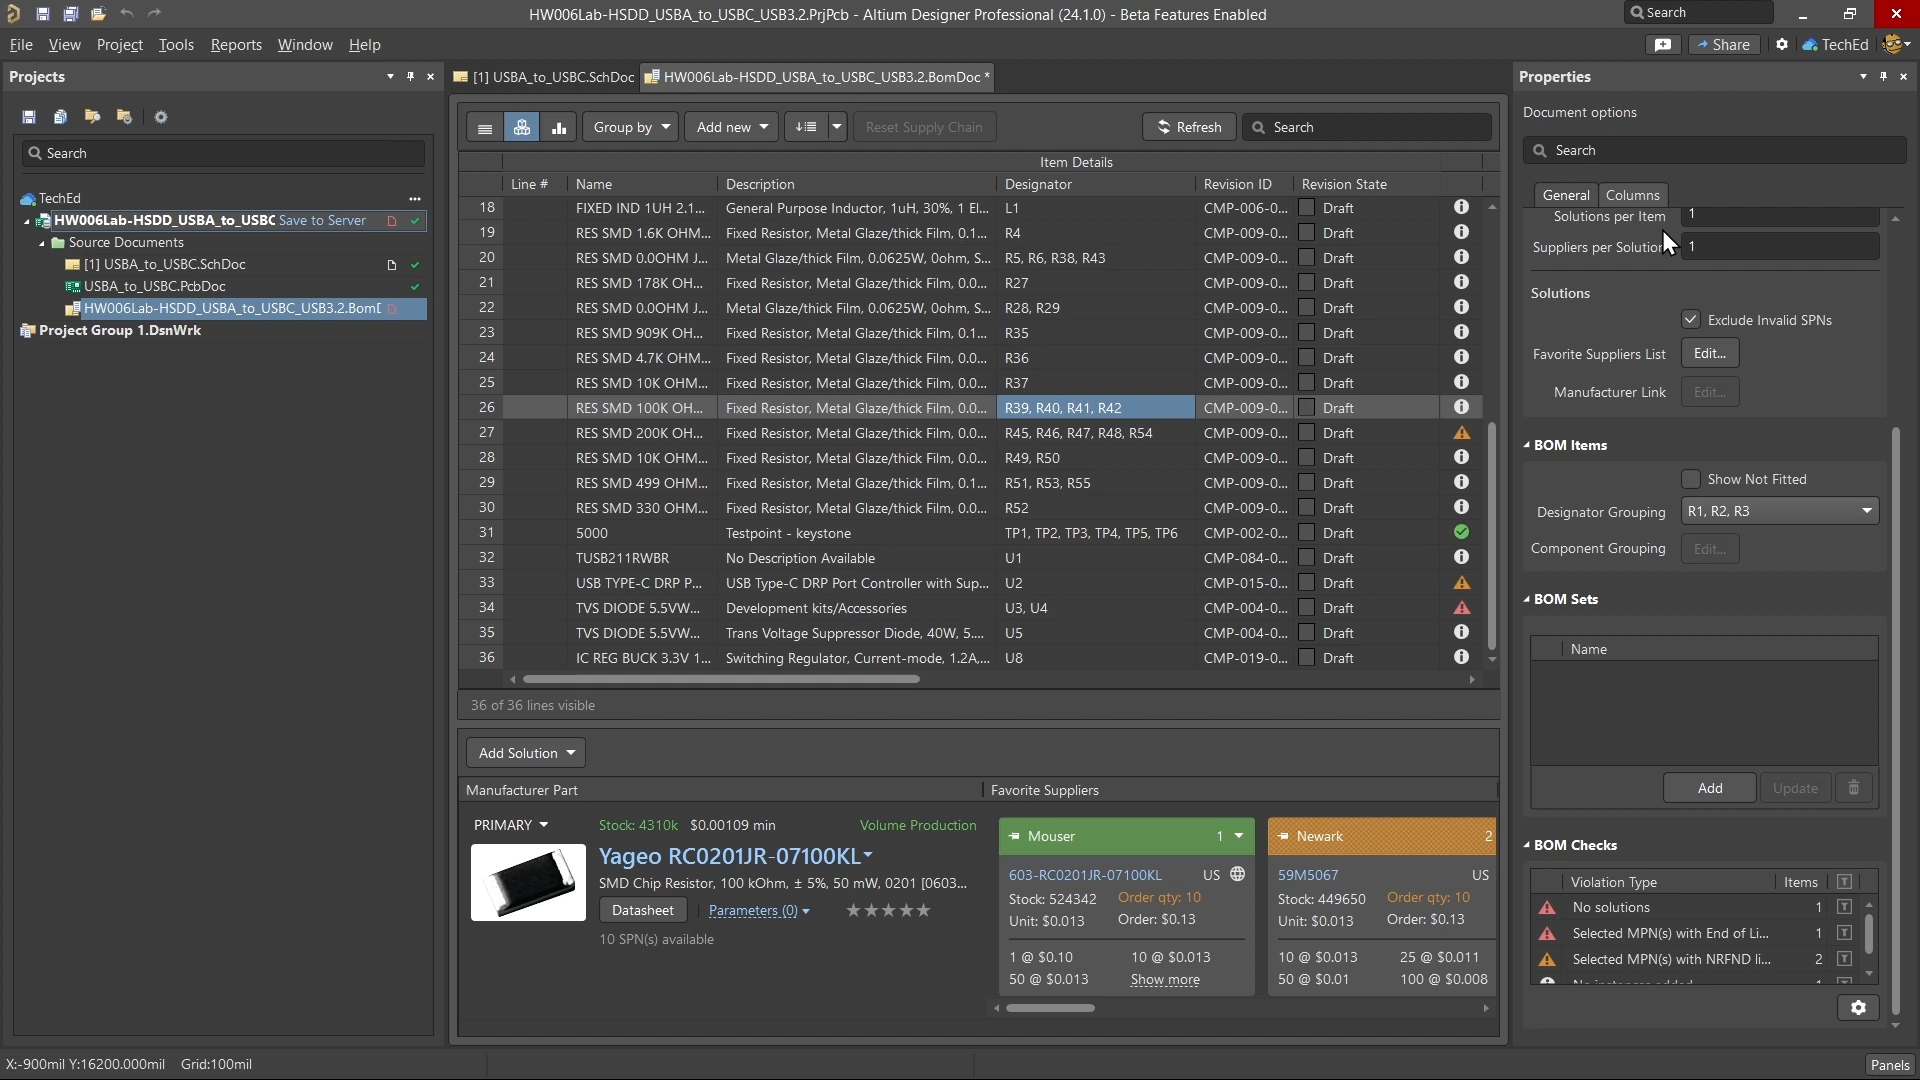 HW006Lab-HSDD_USBA_to_USBC_USB3.2.PrjPcb - Altium Designer Professional (24.1.0) - Beta Features Enabled
Search
File View Project Tools Reports Window Help
Share TechEd
Projects
[1] USBA_to_USBC.SchDoc HW006Lab-HSDD_USBA_to_USBC_USB3.2.BomDoc *
Properties
Search
TechEd ...
HW006Lab-HSDD_USBA_to_USBC Save to Server
Source Documents
[1] USBA_to_USBC.SchDoc
USBA_to_USBC.PcbDoc
HW006Lab-HSDD_USBA_to_USBC_USB3.2.Bom
Project Group 1.DsnWrk
Group by Add new Reset Supply Chain Refresh Search
Item Details
Line # Name Description Designator Revision ID Revision State
18 FIXED IND 1UH 2.1... General Purpose Inductor, 1uH, 30%, 1 El... L1 CMP-006-0... Draft
19 RES SMD 1.6K OHM... Fixed Resistor, Metal Glaze/thick Film, 0.1... R4 CMP-009-0... Draft
20 RES SMD 0.0OHM J... Metal Glaze/thick Film, 0.0625W, 0ohm, S... R5, R6, R38, R43 CMP-009-0... Draft
21 RES SMD 178K OH... Fixed Resistor, Metal Glaze/thick Film, 0.0... R27 CMP-009-0... Draft
22 RES SMD 0.0OHM J... Metal Glaze/thick Film, 0.0625W, 0ohm, S... R28, R29 CMP-009-0... Draft
23 RES SMD 909K OH... Fixed Resistor, Metal Glaze/thick Film, 0.1... R35 CMP-009-0... Draft
24 RES SMD 4.7K OHM... Fixed Resistor, Metal Glaze/thick Film, 0.0... R36 CMP-009-0... Draft
25 RES SMD 10K OHM... Fixed Resistor, Metal Glaze/thick Film, 0.0... R37 CMP-009-0... Draft
26 RES SMD 100K OH... Fixed Resistor, Metal Glaze/thick Film, 0.0... R39, R40, R41, R42 CMP-009-0... Draft
27 RES SMD 200K OH... Fixed Resistor, Metal Glaze/thick Film, 0.0... R45, R46, R47, R48, R54 CMP-009-0... Draft
28 RES SMD 10K OHM... Fixed Resistor, Metal Glaze/thick Film, 0.0... R49, R50 CMP-009-0... Draft
29 RES SMD 499 OHM... Fixed Resistor, Metal Glaze/thick Film, 0.1... R51, R53, R55 CMP-009-0... Draft
30 RES SMD 330 OHM... Fixed Resistor, Metal Glaze/thick Film, 0.0... R52 CMP-009-0... Draft
31 5000 Testpoint - keystone TP1, TP2, TP3, TP4, TP5, TP6 CMP-002-0... Draft
32 TUSB211RWBR No Description Available U1 CMP-084-0... Draft
33 USB TYPE-C DRP P... USB Type-C DRP Port Controller with Sup... U2 CMP-015-0... Draft
34 TVS DIODE 5.5VW... Development kits/Accessories U3, U4 CMP-004-0... Draft
35 TVS DIODE 5.5VW... Trans Voltage Suppressor Diode, 40W, 5.... U5 CMP-004-0... Draft
36 IC REG BUCK 3.3V 1... Switching Regulator, Current-mode, 1.2A,... U8 CMP-019-0... Draft
36 of 36 lines visible
Add Solution
Manufacturer Part Favorite Suppliers
PRIMARY
Stock: 4310k $0.00109 min Volume Production
Yageo RC0201JR-07100KL
SMD Chip Resistor, 100 kOhm, ± 5%, 50 mW, 0201 [0603...
Datasheet Parameters (0)
10 SPN(s) available
Mouser 1
603-RC0201JR-07100KL US
Stock: 524342 Order qty: 10
Unit: $0.013 Order: $0.13
1 @ $0.10 10 @ $0.013
50 @ $0.013 Show more
Newark 2
59M5067 US
Stock: 449650 Order qty: 10
Unit: $0.013 Order: $0.13
10 @ $0.013 25 @ $0.011
50 @ $0.01 100 @ $0.008
Document options
Search
General Columns
Solutions per Item 1
Suppliers per Solution 1
Solutions
Exclude Invalid SPNs
Favorite Suppliers List Edit...
Manufacturer Link Edit...
BOM Items
Show Not Fitted
Designator Grouping R1, R2, R3
Component Grouping Edit...
BOM Sets
Name
Add Update
BOM Checks
Violation Type Items
No solutions 1
Selected MPN(s) with End of Li... 1
Selected MPN(s) with NRFND li... 2
X:-900mil Y:16200.000mil Grid:100mil
Panels